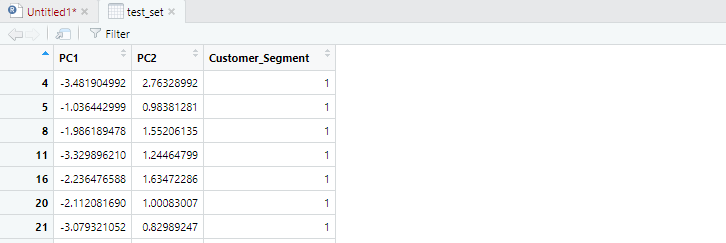 Untitled1* test_set
Filter
PC1 PC2 Customer_Segment
4 -3.481904992 2.76328992 1
5 -1.036442999 0.98381281 1
8 -1.986189478 1.55206135 1
11 -3.329896210 1.24464799 1
16 -2.236476588 1.63472286 1
20 -2.112081690 1.00083007 1
21 -3.079321052 0.82989247 1